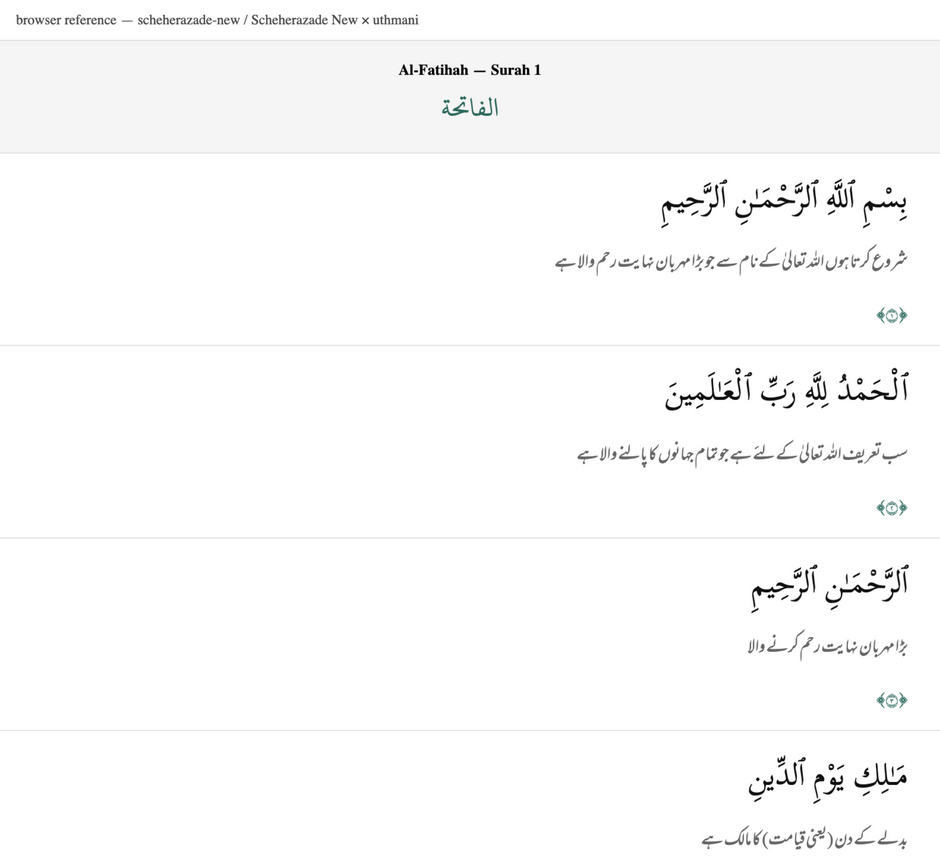 browser reference — scheherazade-new / Scheherazade New × uthmani
Al-Fatihah — Surah 1
الفاتحة
بِسْمِ ٱللَّهِ ٱلرَّحْمَـٰنِ ٱلرَّحِيمِ
شروع کرتا ہوں اللہ تعالیٰ کے نام سے جو بڑا مہربان نہایت رحم والا ہے
﴿١﴾
ٱلْحَمْدُ لِلَّهِ رَبِّ ٱلْعَـٰلَمِينَ
سب تعریف اللہ تعالیٰ کے لئے ہے جو تمام جہانوں کا پالنے والا ہے
﴿٢﴾
ٱلرَّحْمَـٰنِ ٱلرَّحِيمِ
بڑا مہربان نہایت رحم کرنے والا
﴿٣﴾
مَـٰلِكِ يَوْمِ ٱلدِّينِ
بدلے کے دن (یعنی قیامت) کا مالک ہے